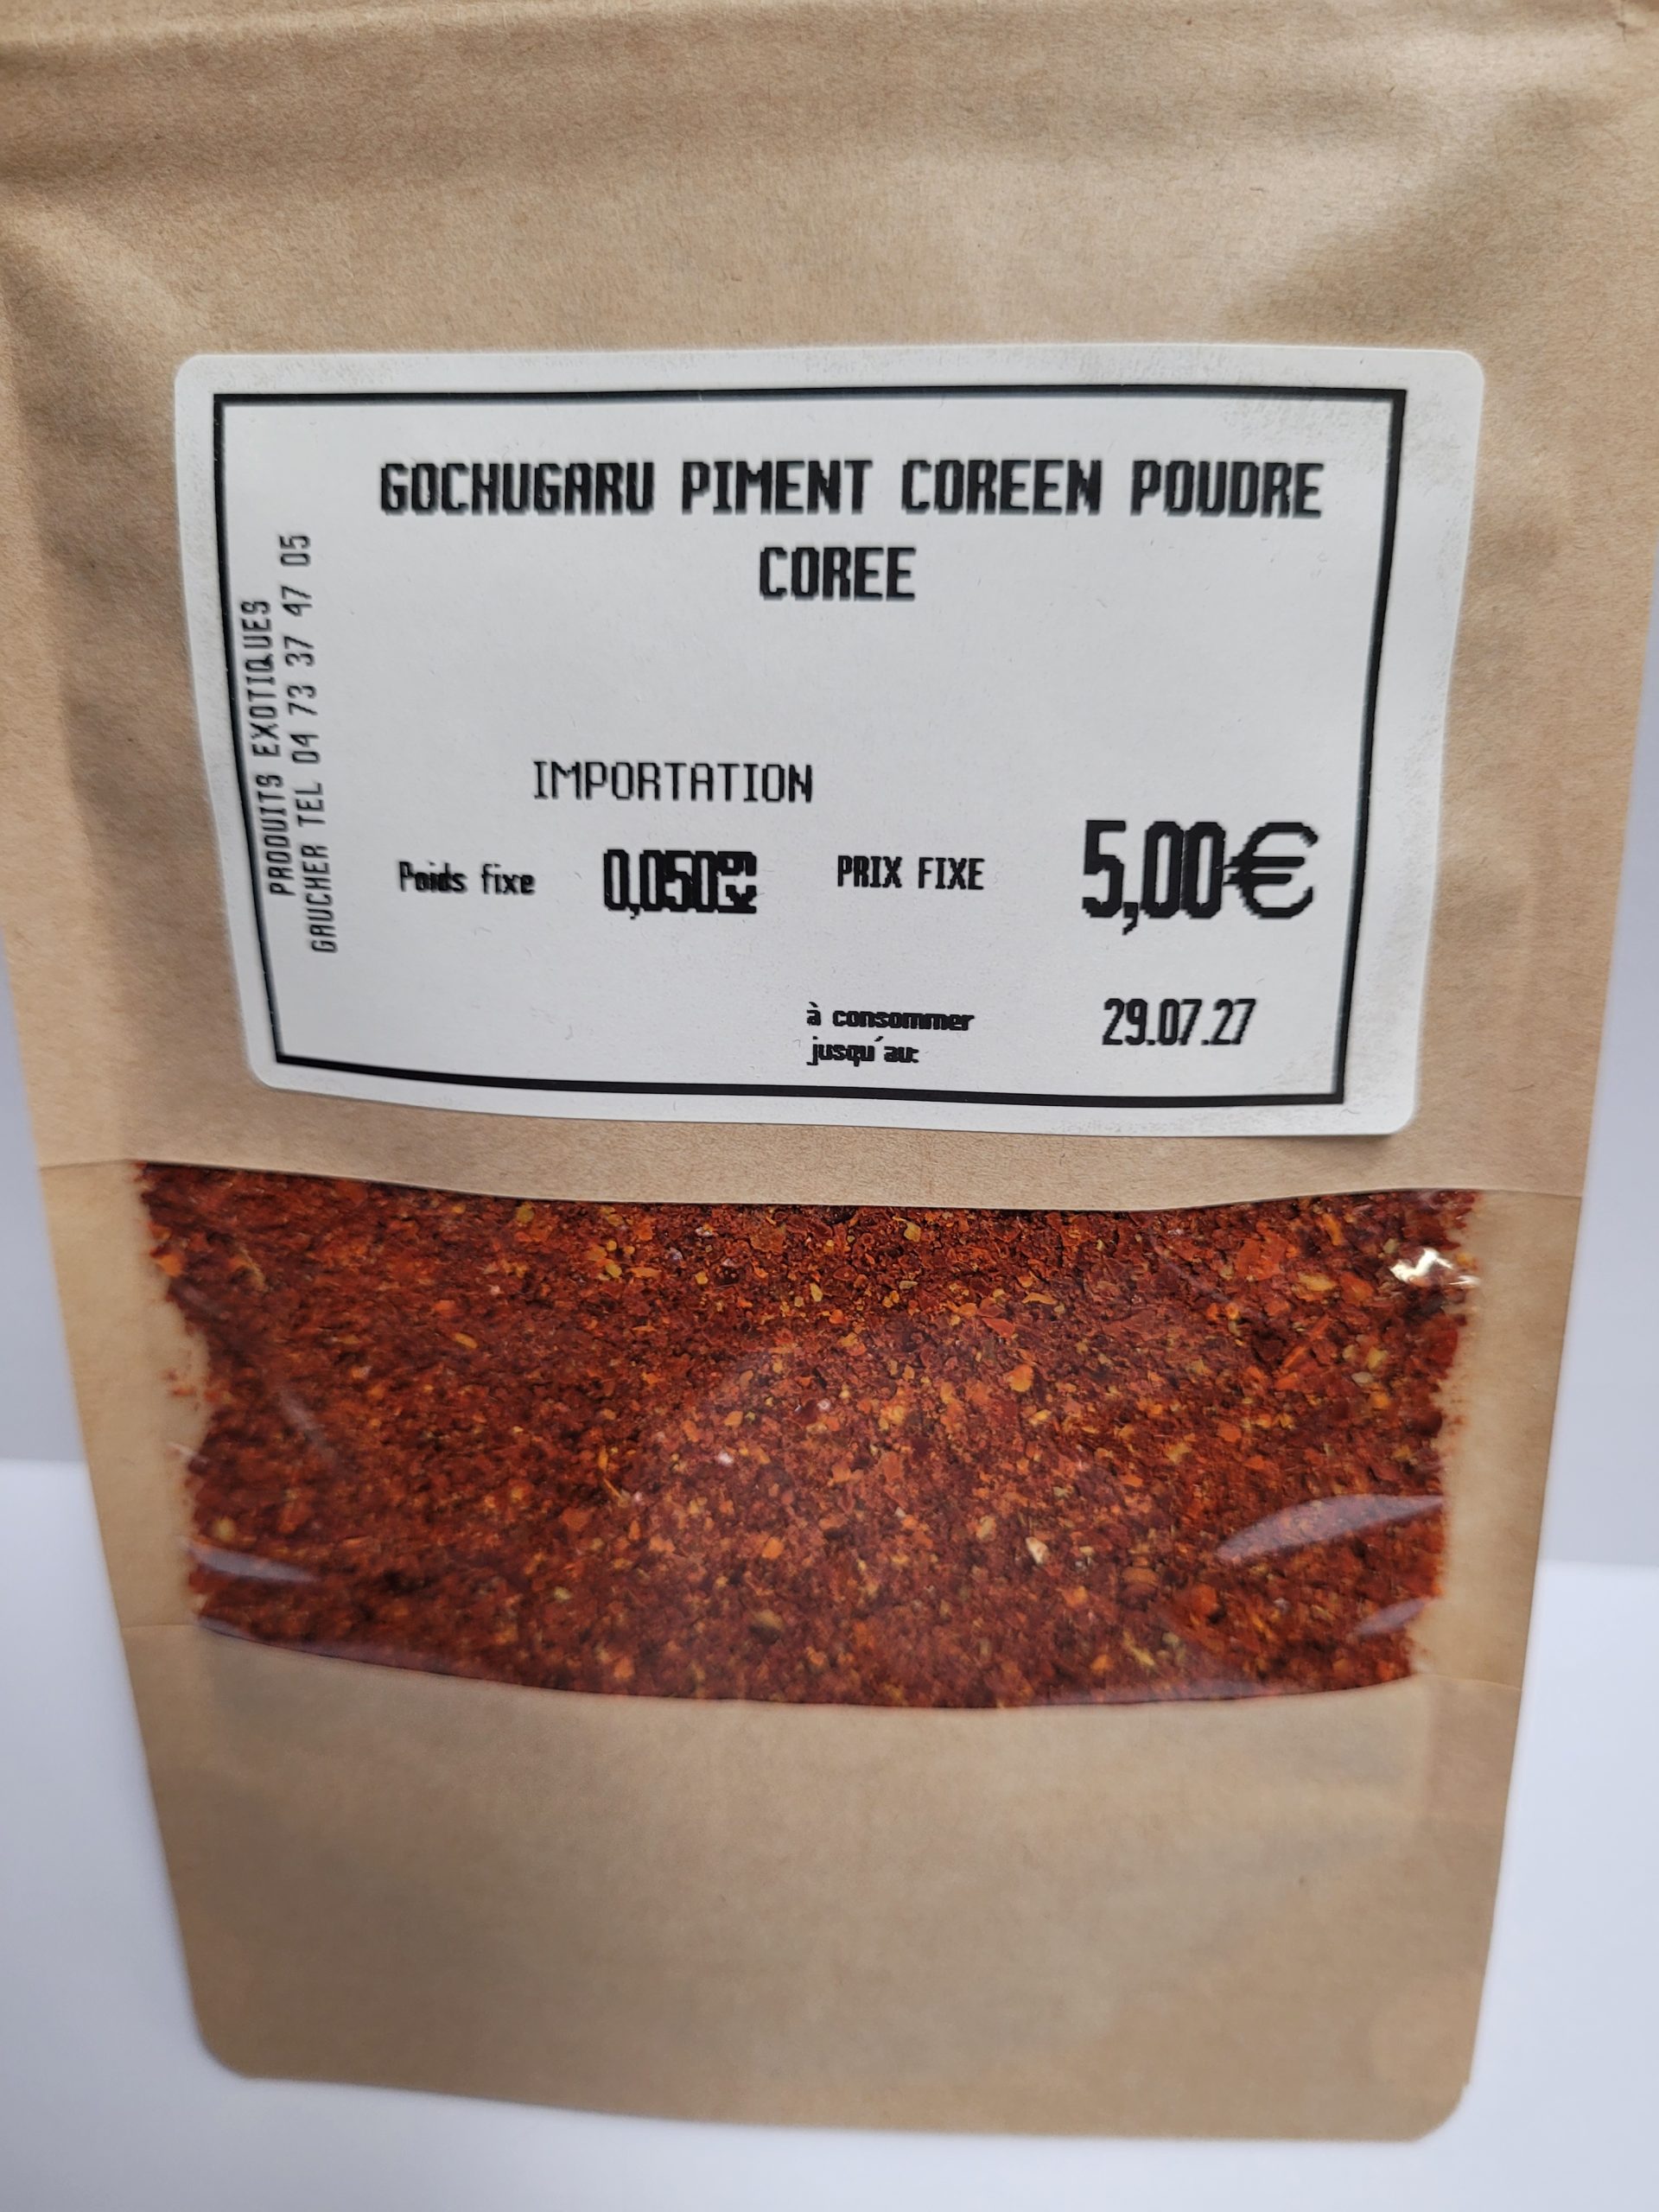 GOCHUGARU PIMENT COREEN POUDRE
COREE
PRODUITS EXOTIQUES
GAUCHER TEL 04 73 37 47 05
IMPORTATION
Poids fixe 0,050kg PRIX FIXE 5,00€
à consommer 29.07.27
jusqu'au: